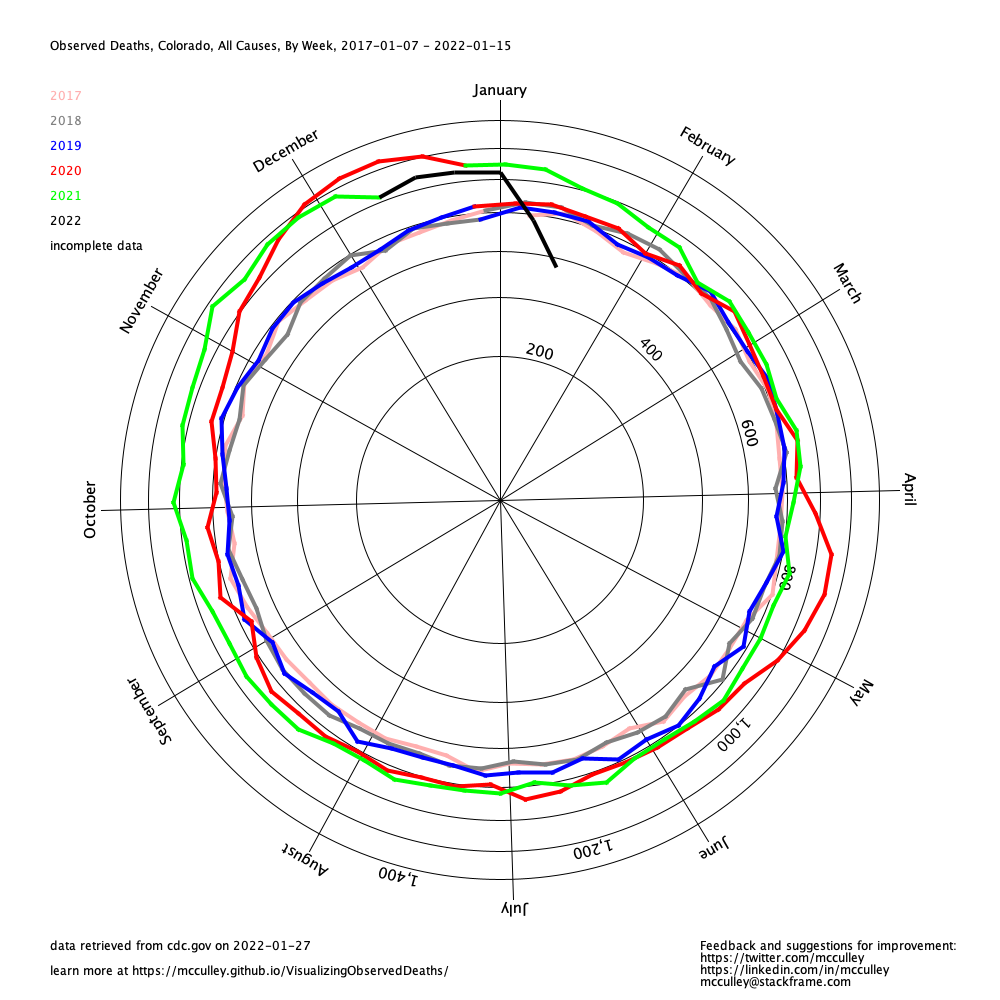 Observed Deaths, Colorado, All Causes, By Week, 2017-01-07 - 2022-01-15
2017
2018
2019
2020
2021
2022
incomplete data
January
February
March
April
May
June
July
August
September
October
November
December
200
400
600
800
1,000
1,200
1,400
data retrieved from cdc.gov on 2022-01-27
learn more at https://mcculley.github.io/VisualizingObservedDeaths/
Feedback and suggestions for improvement:
https://twitter.com/mcculley
https://linkedin.com/in/mcculley
mcculley@stackframe.com